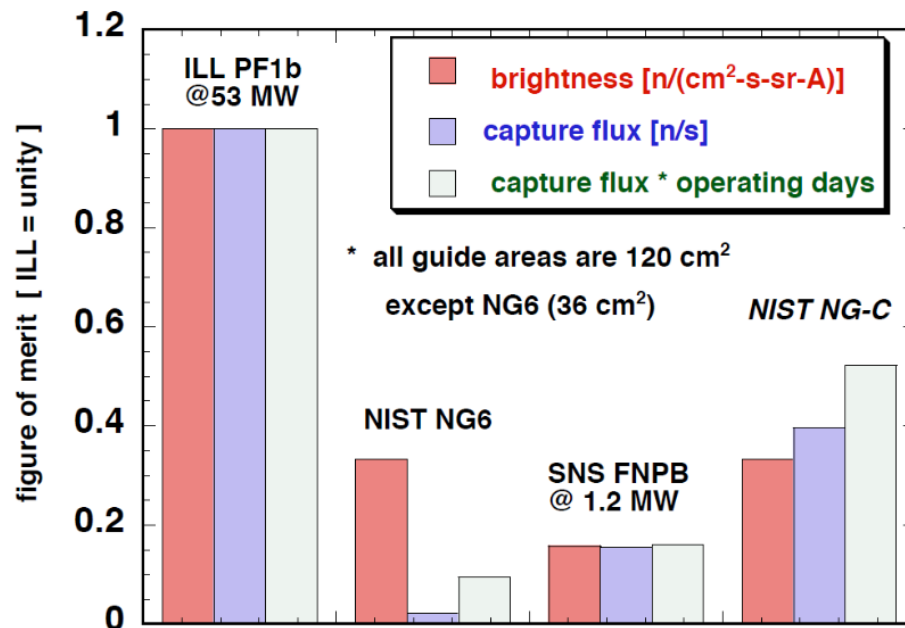 1.2
1
0.8
0.6
0.4
0.2
0
figure of merit [ ILL = unity ]
ILL PF1b
@53 MW
brightness [n/(cm²-s-sr-A)]
capture flux [n/s]
capture flux * operating days
* all guide areas are 120 cm²
except NG6 (36 cm²)
NIST NG6
SNS FNPB
@ 1.2 MW
NIST NG-C